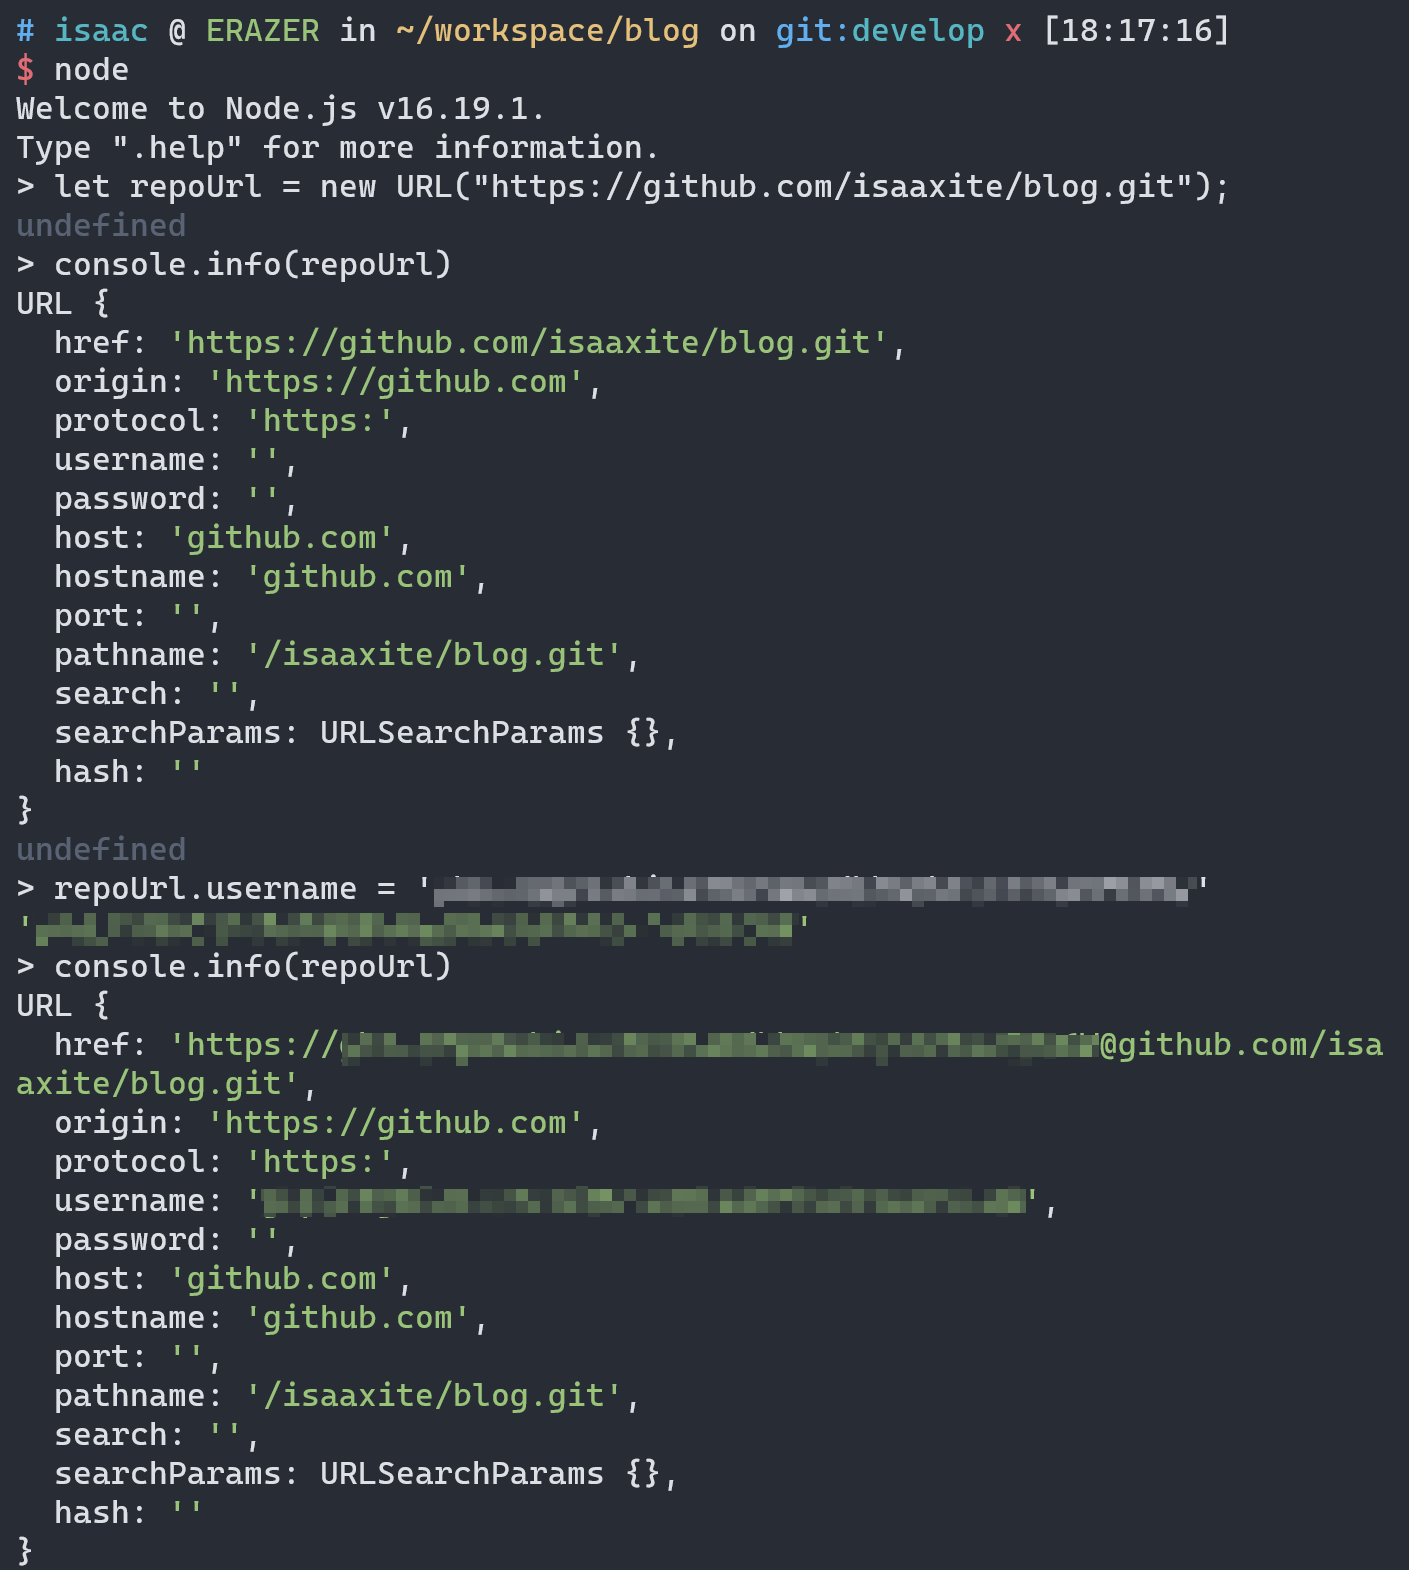 # isaac @ ERAZER in ~/workspace/blog on git:develop x [18:17:16]
$ node
Welcome to Node.js v16.19.1.
Type ".help" for more information.
> let repoUrl = new URL("https://github.com/isaaxite/blog.git");
undefined
> console.info(repoUrl)
URL {
  href: 'https://github.com/isaaxite/blog.git',
  origin: 'https://github.com',
  protocol: 'https:',
  username: '',
  password: '',
  host: 'github.com',
  hostname: 'github.com',
  port: '',
  pathname: '/isaaxite/blog.git',
  search: '',
  searchParams: URLSearchParams {},
  hash: ''
}
undefined
> repoUrl.username = ' '
' '
> console.info(repoUrl)
URL {
  href: 'https:// @github.com/isa
axite/blog.git',
  origin: 'https://github.com',
  protocol: 'https:',
  username: ' ',
  password: '',
  host: 'github.com',
  hostname: 'github.com',
  port: '',
  pathname: '/isaaxite/blog.git',
  search: '',
  searchParams: URLSearchParams {},
  hash: ''
}